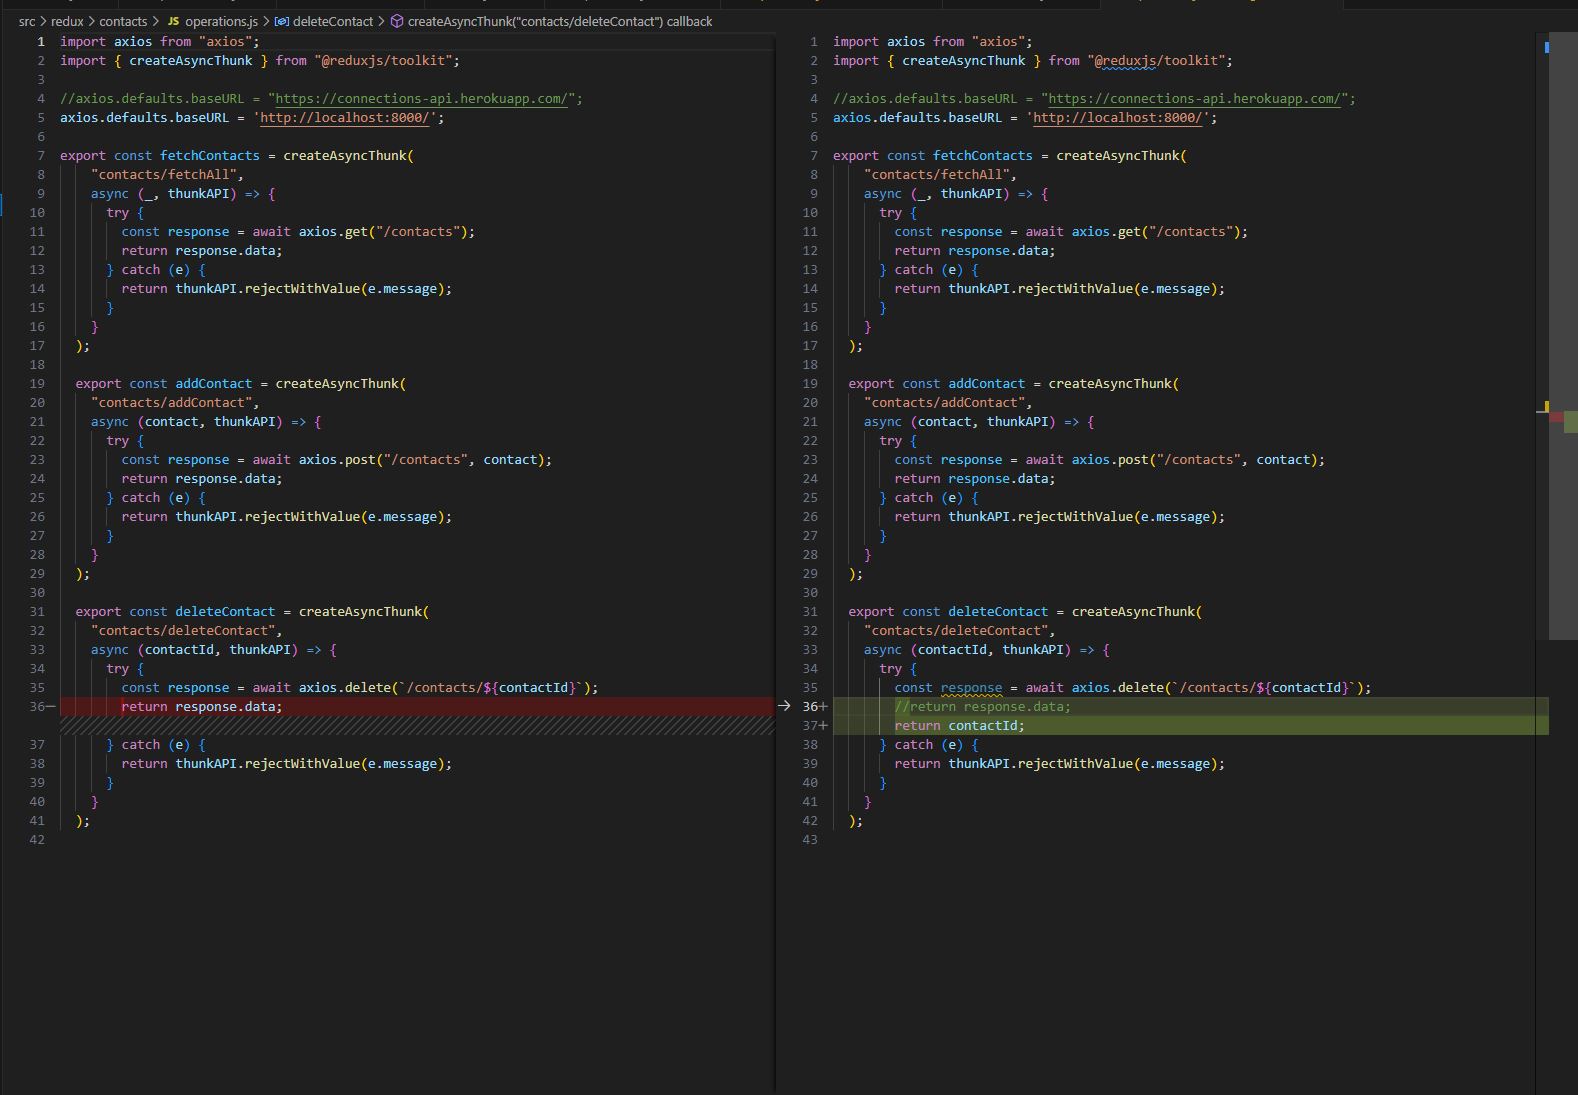 src > redux > contacts > JS operations.js > deleteContact > createAsyncThunk("contacts/deleteContact") callback
1 import axios from "axios";
2 import { createAsyncThunk } from "@reduxjs/toolkit";
3
4 //axios.defaults.baseURL = "https://connections-api.herokuapp.com/";
5 axios.defaults.baseURL = 'http://localhost:8000/';
6
7 export const fetchContacts = createAsyncThunk(
8 "contacts/fetchAll",
9 async (_, thunkAPI) => {
10 try {
11 const response = await axios.get("/contacts");
12 return response.data;
13 } catch (e) {
14 return thunkAPI.rejectWithValue(e.message);
15 }
16 }
17 );
18
19 export const addContact = createAsyncThunk(
20 "contacts/addContact",
21 async (contact, thunkAPI) => {
22 try {
23 const response = await axios.post("/contacts", contact);
24 return response.data;
25 } catch (e) {
26 return thunkAPI.rejectWithValue(e.message);
27 }
28 }
29 );
30
31 export const deleteContact = createAsyncThunk(
32 "contacts/deleteContact",
33 async (contactId, thunkAPI) => {
34 try {
35 const response = await axios.delete(`/contacts/${contactId}`);
36— return response.data;
37 } catch (e) {
38 return thunkAPI.rejectWithValue(e.message);
39 }
40 }
41 );
42
1 import axios from "axios";
2 import { createAsyncThunk } from "@reduxjs/toolkit";
3
4 //axios.defaults.baseURL = "https://connections-api.herokuapp.com/";
5 axios.defaults.baseURL = 'http://localhost:8000/';
6
7 export const fetchContacts = createAsyncThunk(
8 "contacts/fetchAll",
9 async (_, thunkAPI) => {
10 try {
11 const response = await axios.get("/contacts");
12 return response.data;
13 } catch (e) {
14 return thunkAPI.rejectWithValue(e.message);
15 }
16 }
17 );
18
19 export const addContact = createAsyncThunk(
20 "contacts/addContact",
21 async (contact, thunkAPI) => {
22 try {
23 const response = await axios.post("/contacts", contact);
24 return response.data;
25 } catch (e) {
26 return thunkAPI.rejectWithValue(e.message);
27 }
28 }
29 );
30
31 export const deleteContact = createAsyncThunk(
32 "contacts/deleteContact",
33 async (contactId, thunkAPI) => {
34 try {
35 const response = await axios.delete(`/contacts/${contactId}`);
→ 36+ //return response.data;
37+ return contactId;
38 } catch (e) {
39 return thunkAPI.rejectWithValue(e.message);
40 }
41 }
42 );
43